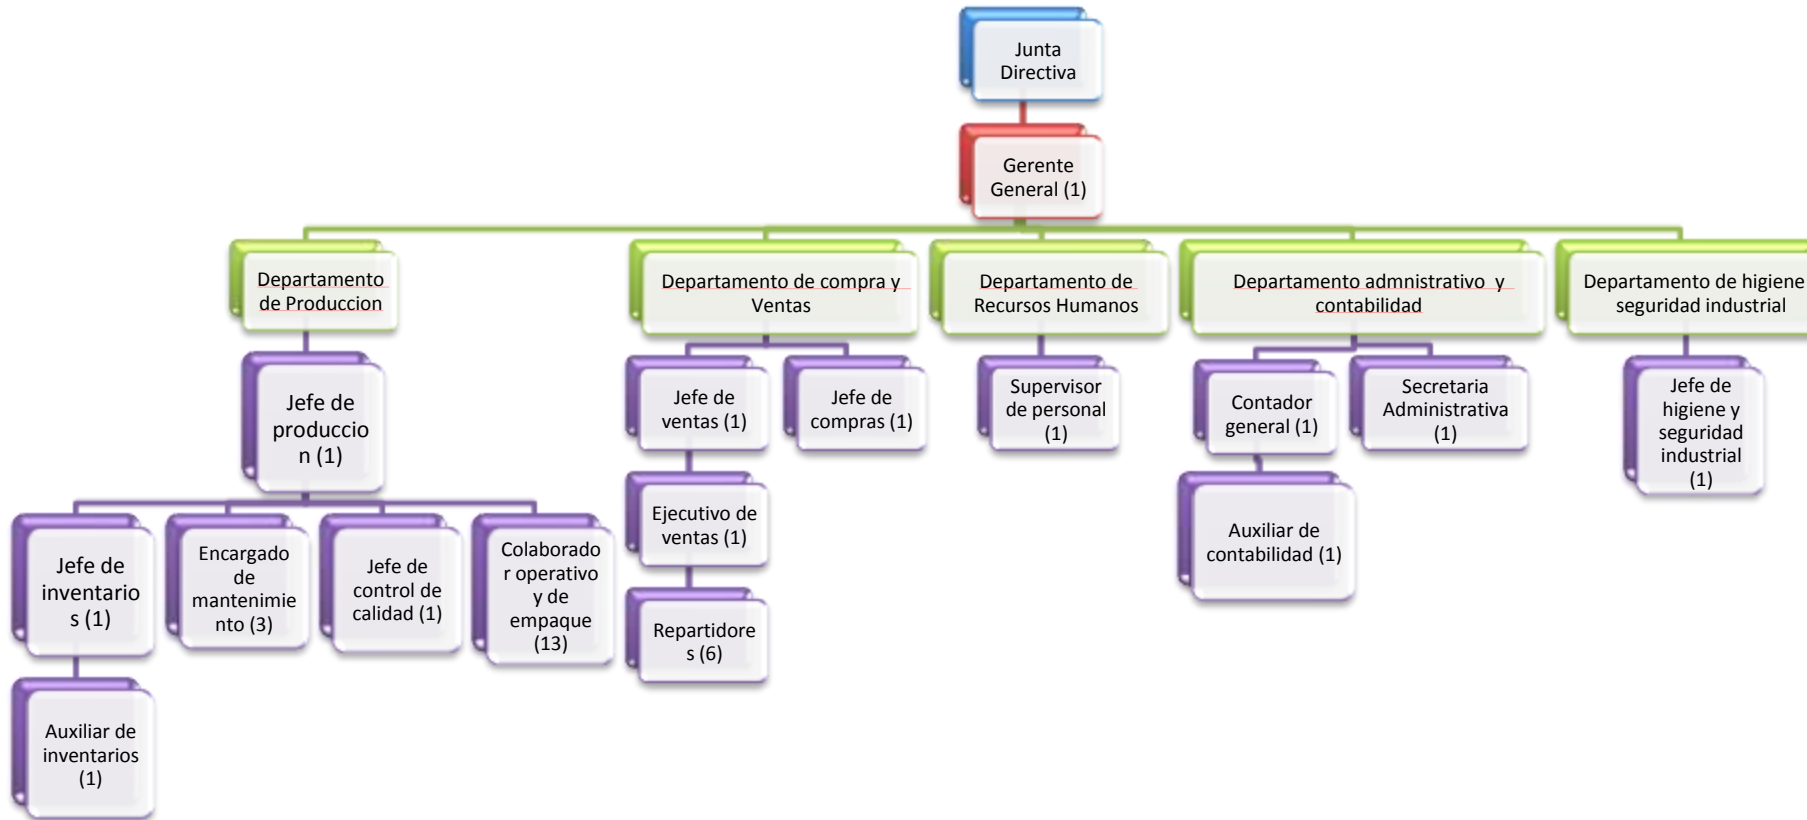 Junta
Directiva
Gerente
General (1)
Departamento
de Produccion
Departamento de compra y
Ventas
Departamento de
Recursos Humanos
Departamento admnistrativo y
contabilidad
Departamento de higiene
seguridad industrial
Jefe de
produccio
n (1)
Jefe de
ventas (1)
Jefe de
compras (1)
Supervisor
de personal
(1)
Contador
general (1)
Secretaria
Administrativa
(1)
Jefe de
higiene y
seguridad
industrial
(1)
Jefe de
inventario
s (1)
Encargado
de
mantenimie
nto (3)
Jefe de
control de
calidad (1)
Colaborado
r operativo
y de
empaque
(13)
Ejecutivo de
ventas (1)
Auxiliar de
contabilidad (1)
Repartidore
s (6)
Auxiliar de
inventarios
(1)